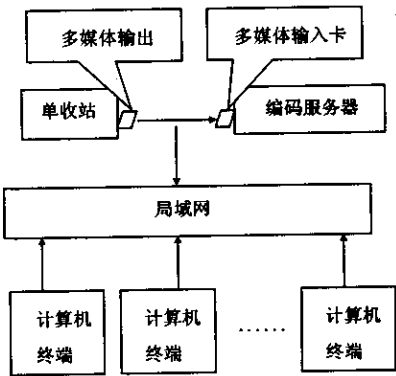 多媒体输出
多媒体输入卡
单收站
编码服务器
局域网
计算机
终端
计算机
终端
......
计算机
终端